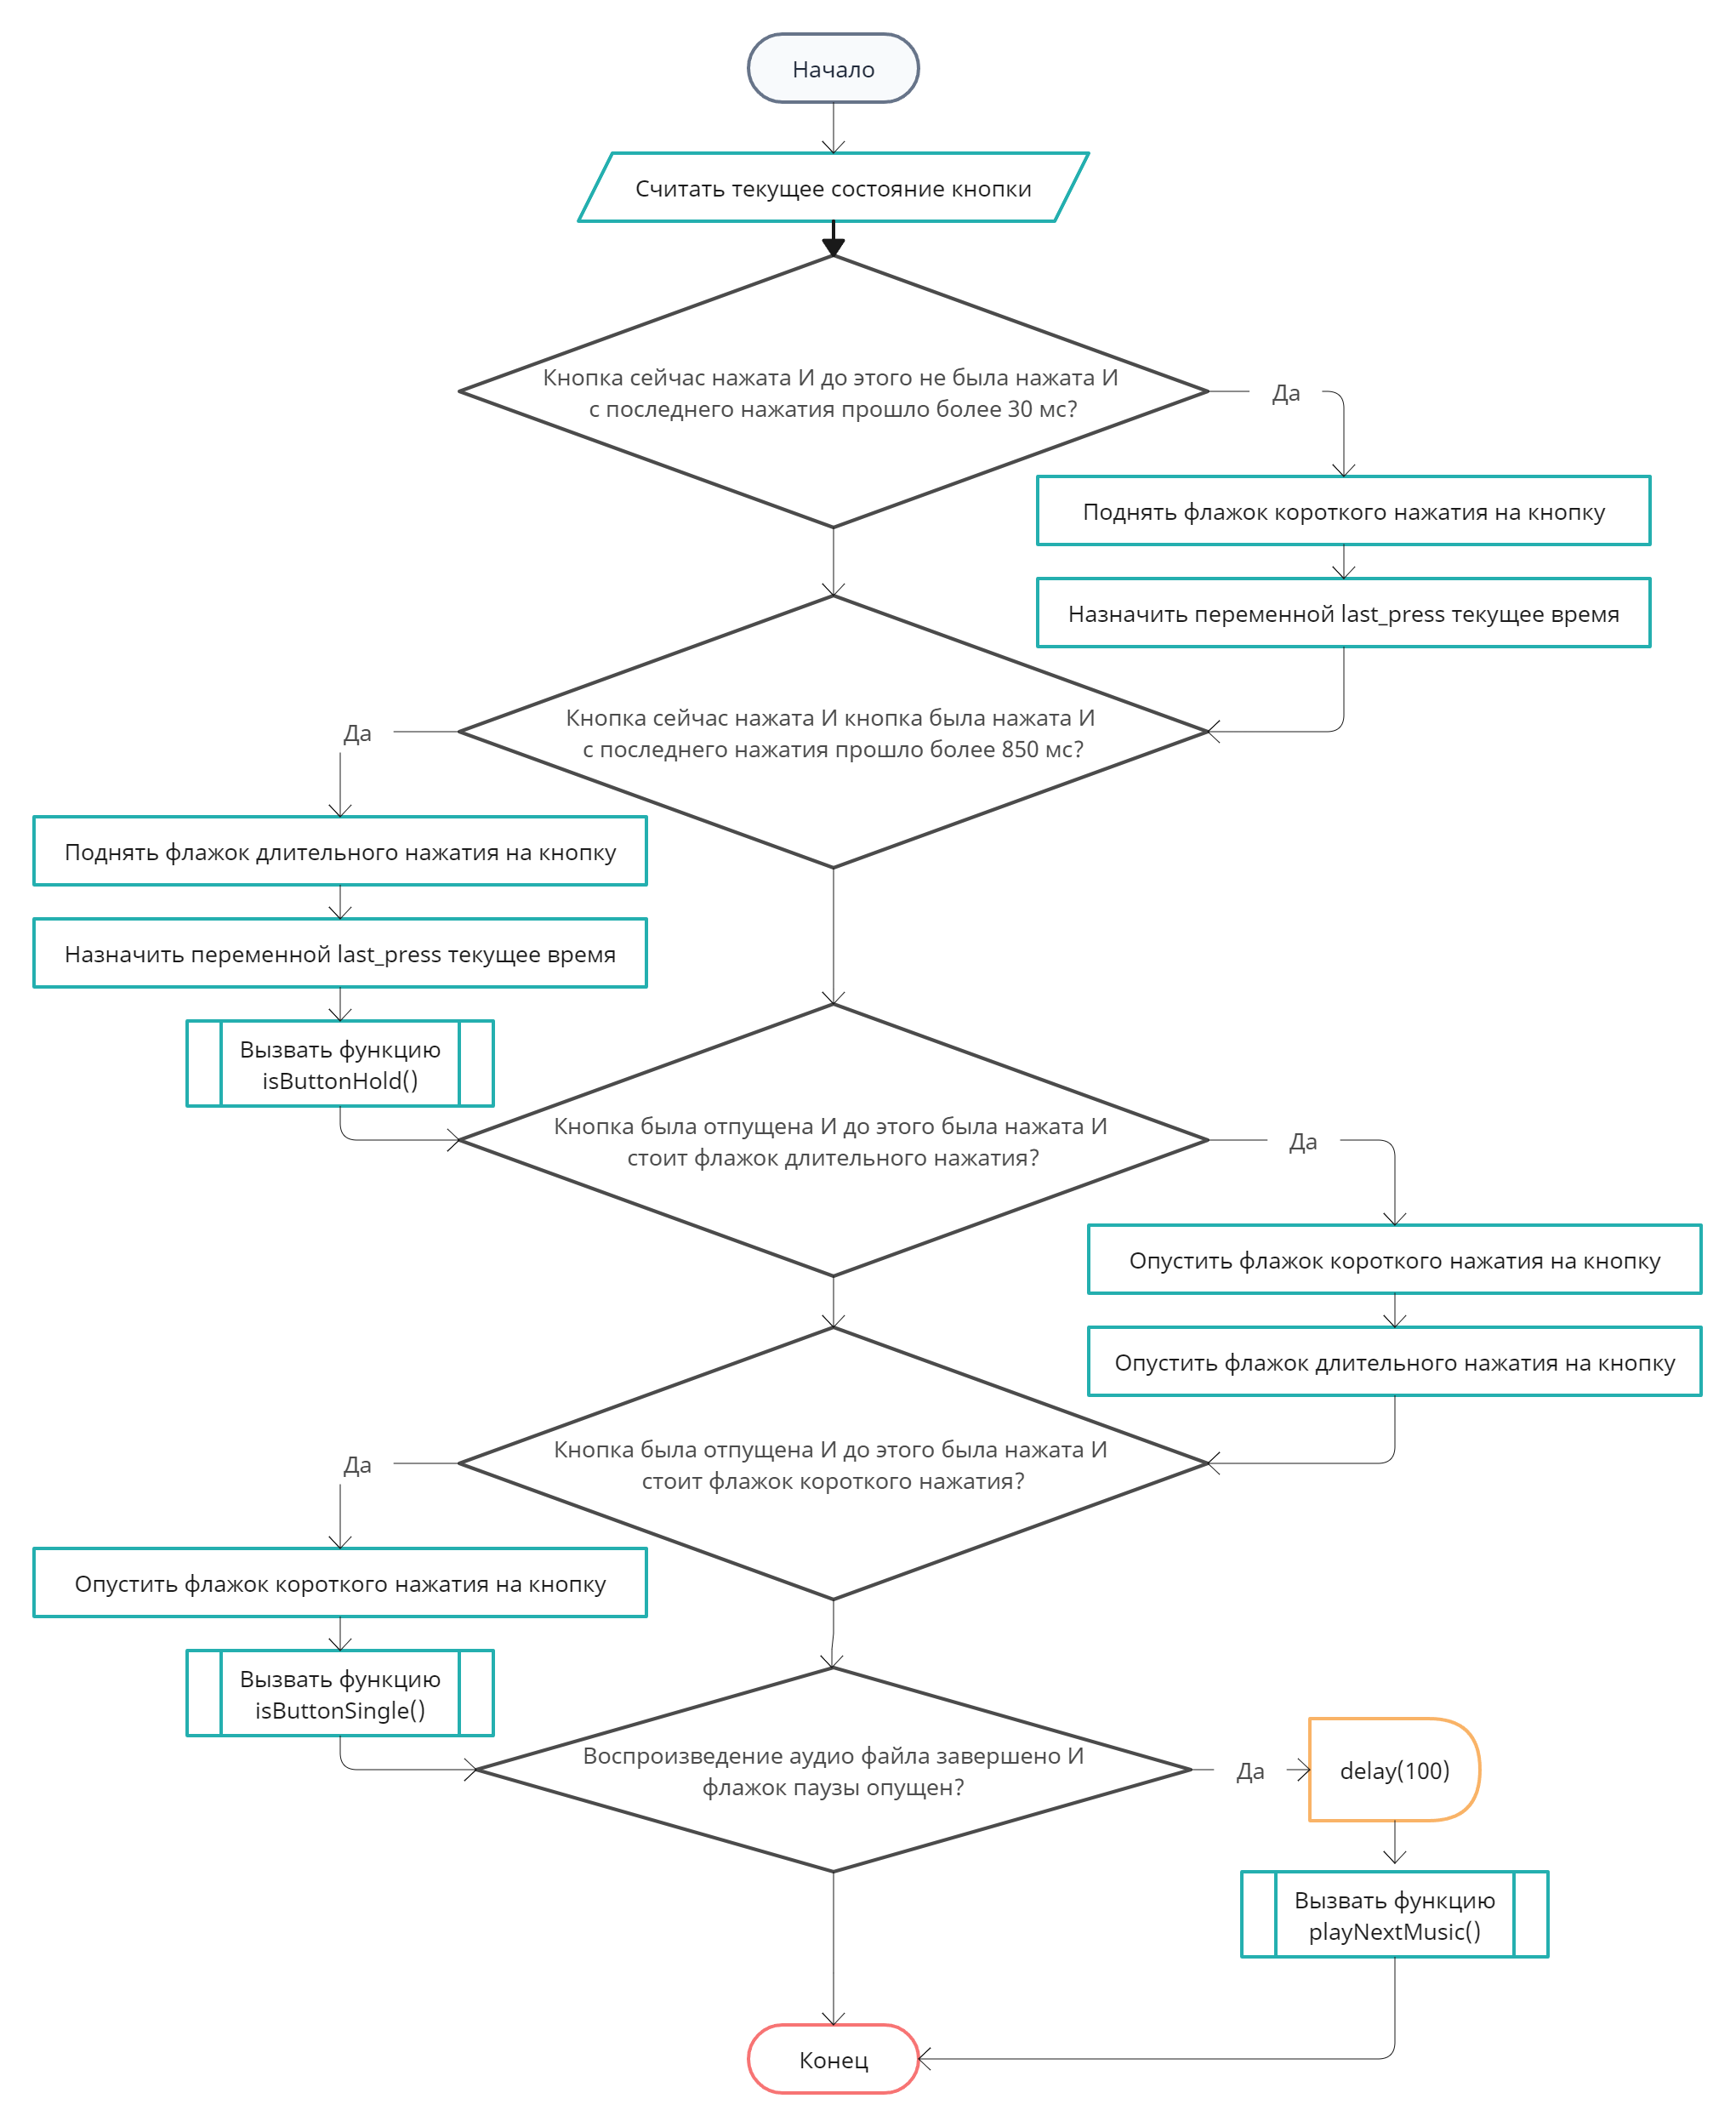 Начало
Считать текущее состояние кнопки
Кнопка сейчас нажата И до этого не была нажата И
с последнего нажатия прошло более 30 мс?
Да
Поднять флажок короткого нажатия на кнопку
Назначить переменной last_press текущее время
Кнопка сейчас нажата И кнопка была нажата И
с последнего нажатия прошло более 850 мс?
Да
Поднять флажок длительного нажатия на кнопку
Назначить переменной last_press текущее время
Вызвать функцию
isButtonHold()
Кнопка была отпущена И до этого была нажата И
стоит флажок длительного нажатия?
Да
Опустить флажок короткого нажатия на кнопку
Опустить флажок длительного нажатия на кнопку
Кнопка была отпущена И до этого была нажата И
стоит флажок короткого нажатия?
Да
Опустить флажок короткого нажатия на кнопку
Вызвать функцию
isButtonSingle()
Воспроизведение аудио файла завершено И
флажок паузы опущен?
Да
delay(100)
Вызвать функцию
playNextMusic()
Конец